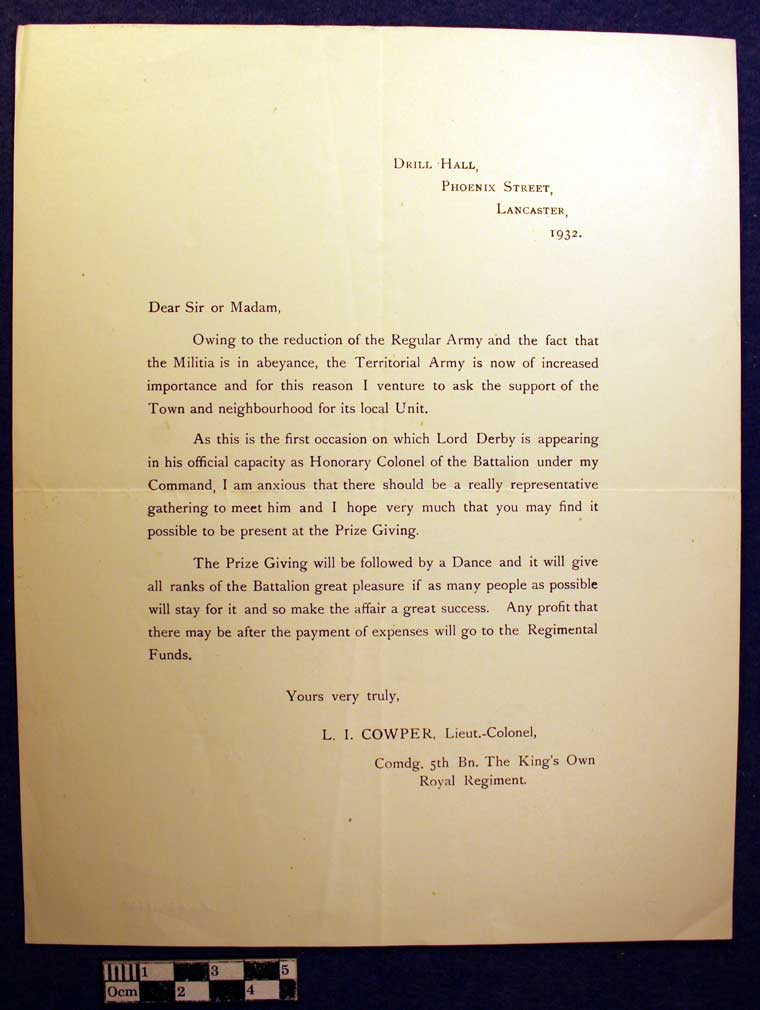 Drill Hall,
Phoenix Street,
Lancaster,
1932.
Dear Sir or Madam,
Owing to the reduction of the Regular Army and the fact that
the Militia is in abeyance, the Territorial Army is now of increased
importance and for this reason I venture to ask the support of the
Town and neighbourhood for its local Unit.
As this is the first occasion on which Lord Derby is appearing
in his official capacity as Honorary Colonel of the Battalion under my
Command, I am anxious that there should be a really representative
gathering to meet him and I hope very much that you may find it
possible to be present at the Prize Giving.
The Prize Giving will be followed by a Dance and it will give
all ranks of the Battalion great pleasure if as many people as possible
will stay for it and so make the affair a great success. Any profit that
there may be after the payment of expenses will go to the Regimental
Funds.
Yours very truly,
L. I. COWPER, Lieut.-Colonel,
Comdg. 5th Bn. The King's Own
Royal Regiment.
1 3 5
0cm 2 4